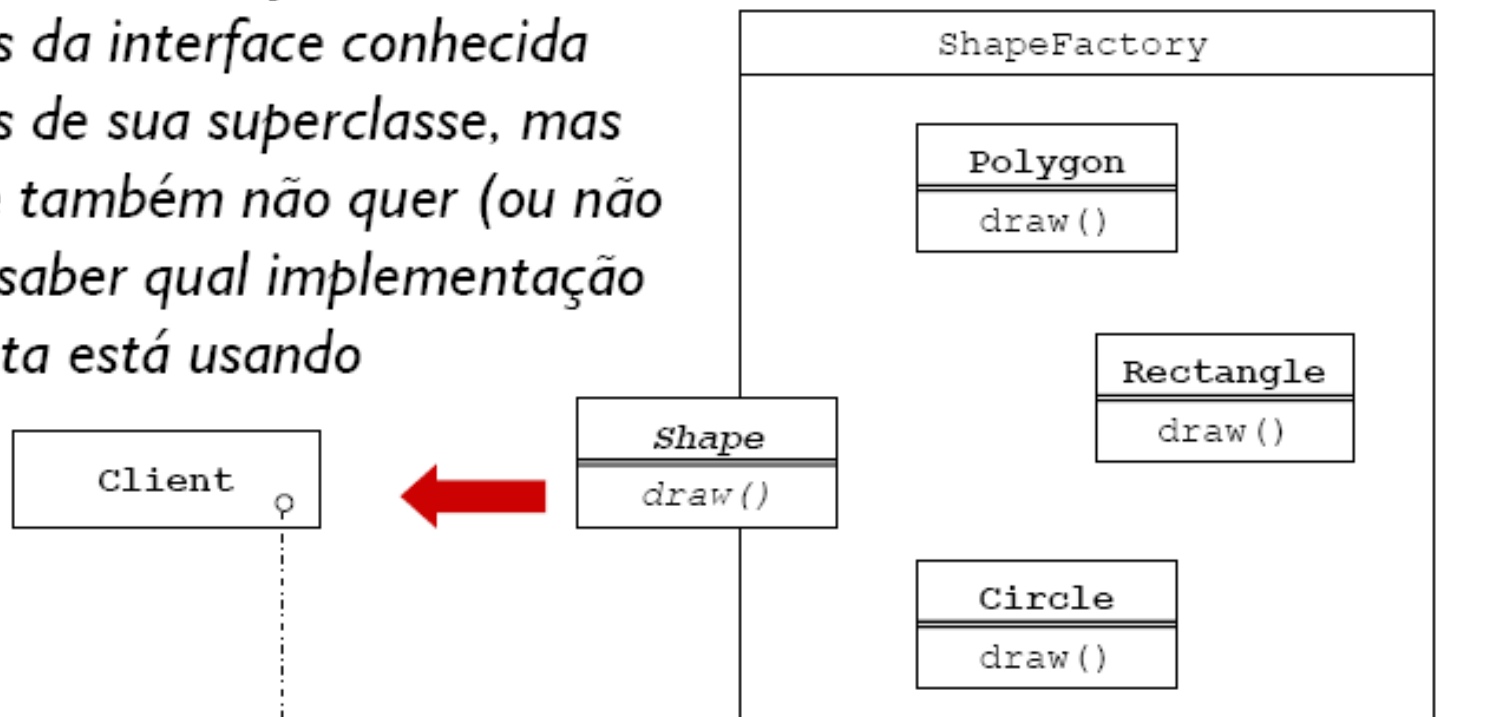 s da interface conhecida
s de sua superclasse, mas
também não quer (ou não
saber qual implementação
ta está usando
ShapeFactory
Polygon
draw()
Rectangle
draw()
Shape
draw()
Client
Circle
draw()